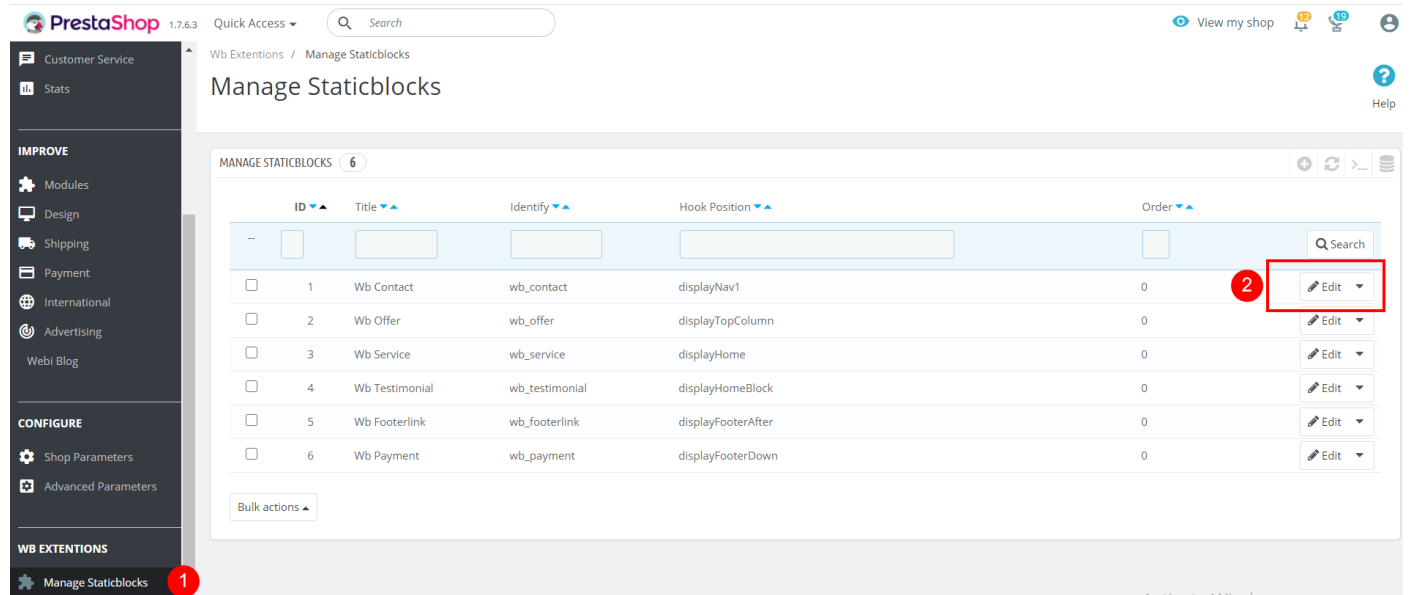 PrestaShop 1.7.6.3 Quick Access Search View my shop 12 19
Customer Service
Stats
IMPROVE
Modules
Design
Shipping
Payment
International
Advertising
Webi Blog
CONFIGURE
Shop Parameters
Advanced Parameters
WB EXTENTIONS
Manage Staticblocks 1
Wb Extentions / Manage Staticblocks
Manage Staticblocks
? Help
MANAGE STATICBLOCKS 6
ID Title Identify Hook Position Order
-- Search
1 Wb Contact wb_contact displayNav1 0 2 Edit
2 Wb Offer wb_offer displayTopColumn 0 Edit
3 Wb Service wb_service displayHome 0 Edit
4 Wb Testimonial wb_testimonial displayHomeBlock 0 Edit
5 Wb Footerlink wb_footerlink displayFooterAfter 0 Edit
6 Wb Payment wb_payment displayFooterDown 0 Edit
Bulk actions